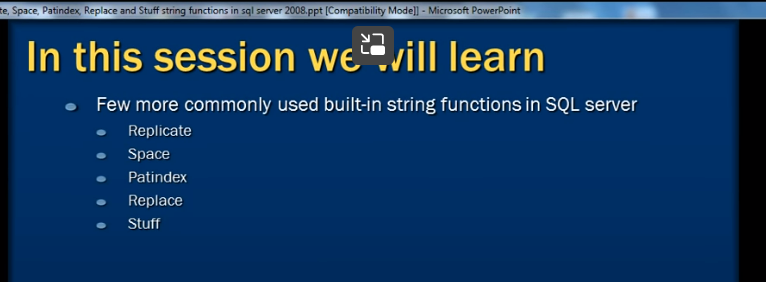 te, Space, Patindex, Replace and Stuff string functions in sql server 2008.ppt [Compatibility Mode]] - Microsoft PowerPoint
In this session we will learn
Few more commonly used built-in string functions in SQL server
Replicate
Space
Patindex
Replace
Stuff